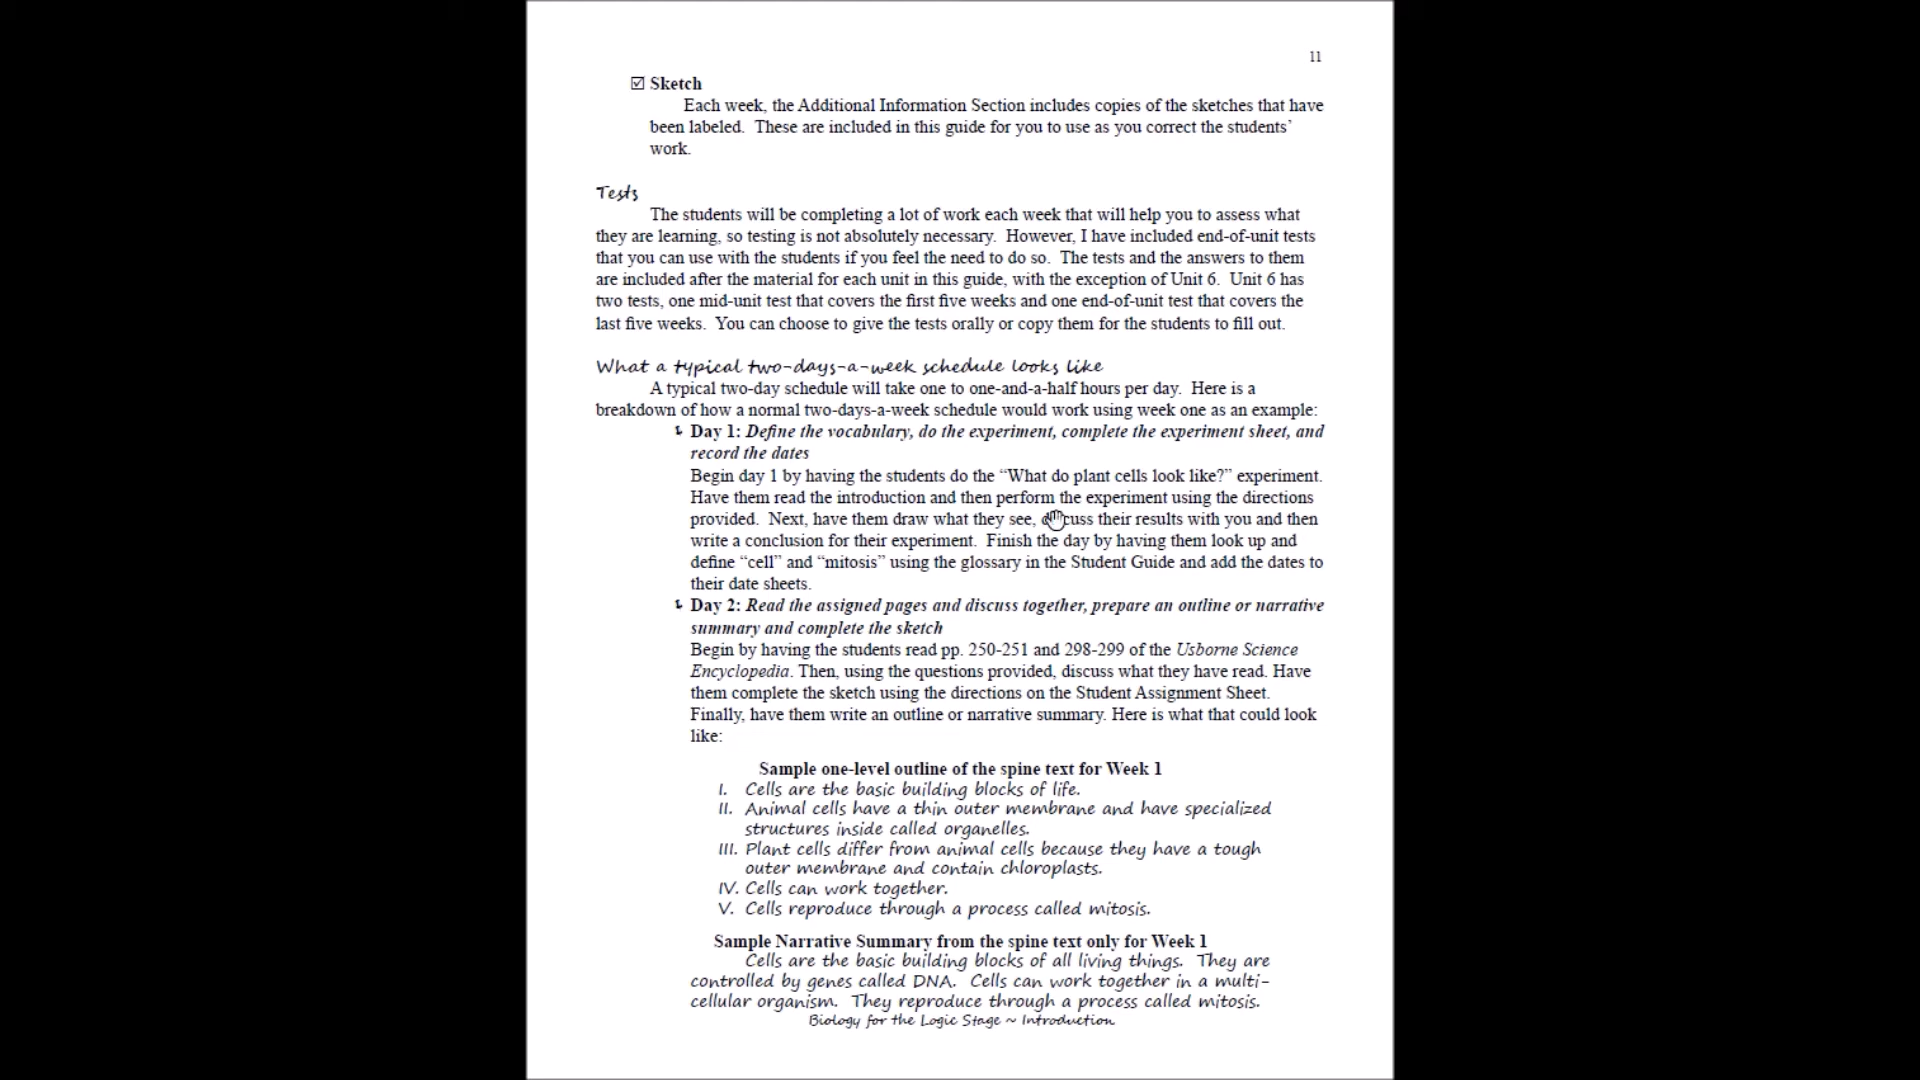 11
☑ Sketch
Each week, the Additional Information Section includes copies of the sketches that have
been labeled. These are included in this guide for you to use as you correct the students’
work.
Tests
The students will be completing a lot of work each week that will help you to assess what
they are learning, so testing is not absolutely necessary. However, I have included end-of-unit tests
that you can use with the students if you feel the need to do so. The tests and the answers to them
are included after the material for each unit in this guide, with the exception of Unit 6. Unit 6 has
two tests, one mid-unit test that covers the first five weeks and one end-of-unit test that covers the
last five weeks. You can choose to give the tests orally or copy them for the students to fill out.
What a typical two-days-a-week schedule looks like
A typical two-day schedule will take one to one-and-a-half hours per day. Here is a
breakdown of how a normal two-days-a-week schedule would work using week one as an example:
Day 1: Define the vocabulary, do the experiment, complete the experiment sheet, and
record the dates
Begin day 1 by having the students do the “What do plant cells look like?” experiment.
Have them read the introduction and then perform the experiment using the directions
provided. Next, have them draw what they see, discuss their results with you and then
write a conclusion for their experiment. Finish the day by having them look up and
define “cell” and “mitosis” using the glossary in the Student Guide and add the dates to
their date sheets.
Day 2: Read the assigned pages and discuss together, prepare an outline or narrative
summary and complete the sketch
Begin by having the students read pp. 250-251 and 298-299 of the Usborne Science
Encyclopedia. Then, using the questions provided, discuss what they have read. Have
them complete the sketch using the directions on the Student Assignment Sheet.
Finally, have them write an outline or narrative summary. Here is what that could look
like:
Sample one-level outline of the spine text for Week 1
I. Cells are the basic building blocks of life.
II. Animal cells have a thin outer membrane and have specialized
structures inside called organelles.
III. Plant cells differ from animal cells because they have a tough
outer membrane and contain chloroplasts.
IV. Cells can work together.
V. Cells reproduce through a process called mitosis.
Sample Narrative Summary from the spine text only for Week 1
Cells are the basic building blocks of all living things. They are
controlled by genes called DNA. Cells can work together in a multi-
cellular organism. They reproduce through a process called mitosis.
Biology for the Logic Stage ~ Introduction